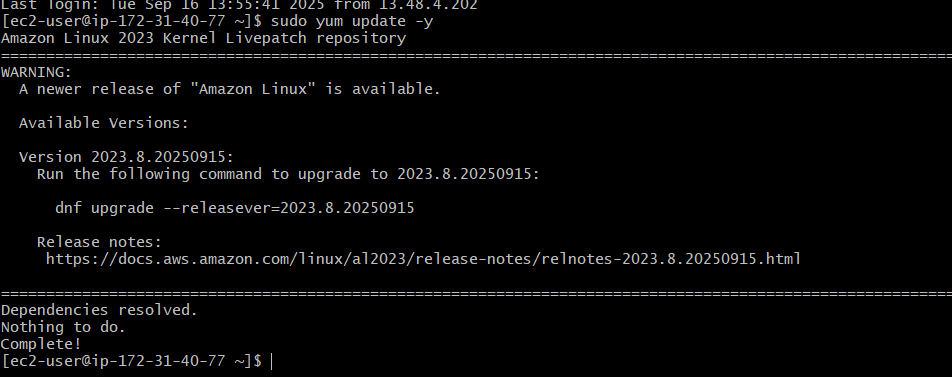 Last login: Tue Sep 16 13:55:41 2025 from 13.48.4.202
[ec2-user@ip-172-31-40-77 ~]$ sudo yum update -y
Amazon Linux 2023 Kernel Livepatch repository
================================================================================
WARNING:
  A newer release of "Amazon Linux" is available.

  Available Versions:

  Version 2023.8.20250915:
    Run the following command to upgrade to 2023.8.20250915:

      dnf upgrade --releasever=2023.8.20250915

    Release notes:
     https://docs.aws.amazon.com/linux/al2023/release-notes/relnotes-2023.8.20250915.html

================================================================================
Dependencies resolved.
Nothing to do.
Complete!
[ec2-user@ip-172-31-40-77 ~]$